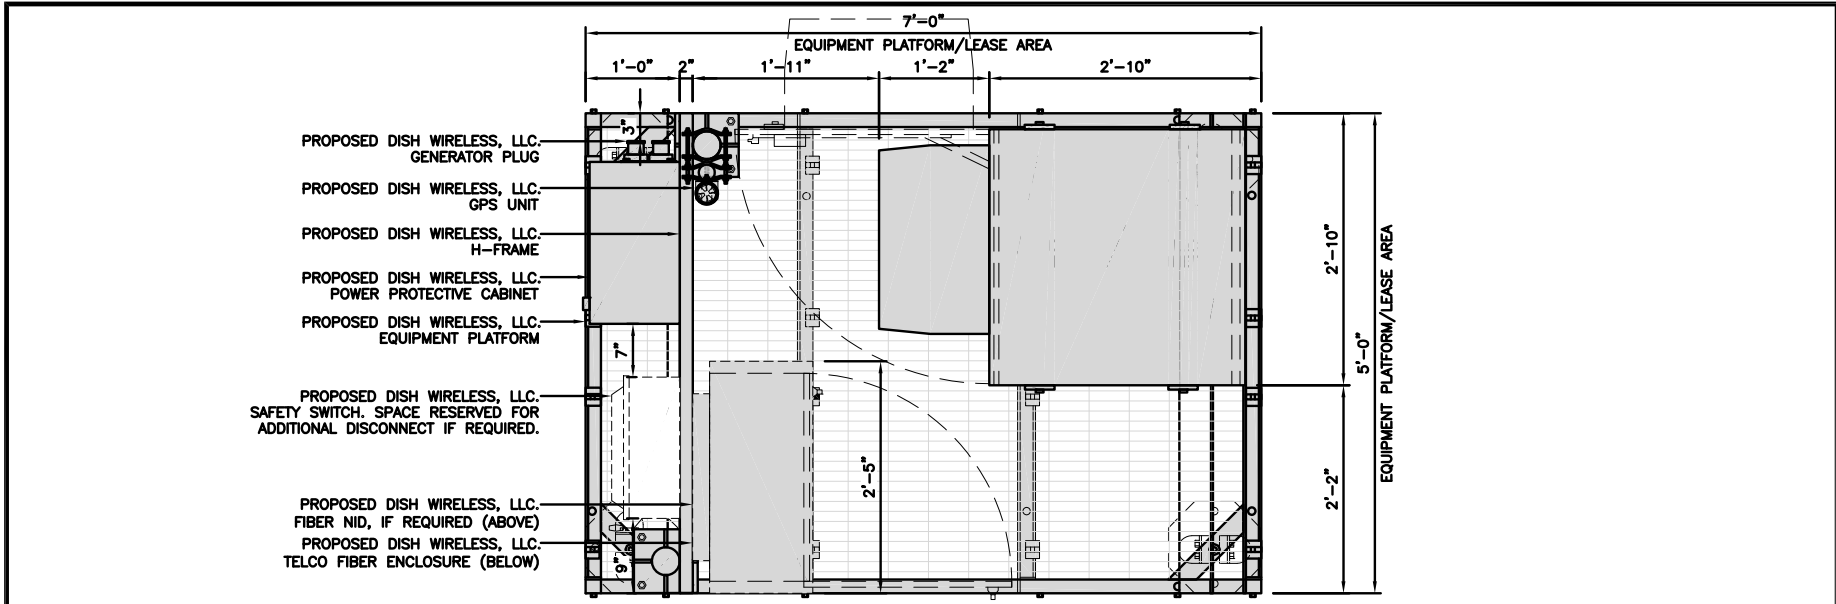 7'-0"
EQUIPMENT PLATFORM/LEASE AREA
1'-0" 2" 1'-11" 1'-2" 2'-10"
3"
PROPOSED DISH WIRELESS, LLC.
GENERATOR PLUG
PROPOSED DISH WIRELESS, LLC.
GPS UNIT
PROPOSED DISH WIRELESS, LLC.
H-FRAME
PROPOSED DISH WIRELESS, LLC.
POWER PROTECTIVE CABINET
PROPOSED DISH WIRELESS, LLC.
EQUIPMENT PLATFORM
7"
PROPOSED DISH WIRELESS, LLC.
SAFETY SWITCH. SPACE RESERVED FOR
ADDITIONAL DISCONNECT IF REQUIRED.
PROPOSED DISH WIRELESS, LLC.
FIBER NID, IF REQUIRED (ABOVE)
PROPOSED DISH WIRELESS, LLC.
TELCO FIBER ENCLOSURE (BELOW)
9"
2'-5"
2'-10"
2'-2"
5'-0"
EQUIPMENT PLATFORM/LEASE AREA